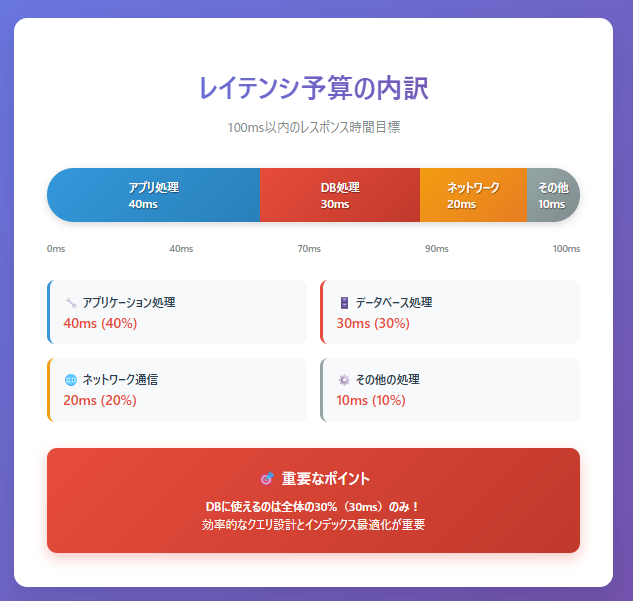 レイテンシ予算の内訳
100ms以内のレスポンス時間目標
アプリ処理
40ms
DB処理
30ms
ネットワーク
20ms
その他
10ms
0ms 40ms 70ms 90ms 100ms
アプリケーション処理
40ms (40%)
データベース処理
30ms (30%)
ネットワーク通信
20ms (20%)
その他の処理
10ms (10%)
重要なポイント
DBに使えるのは全体の30%（30ms）のみ！
効率的なクエリ設計とインデックス最適化が重要